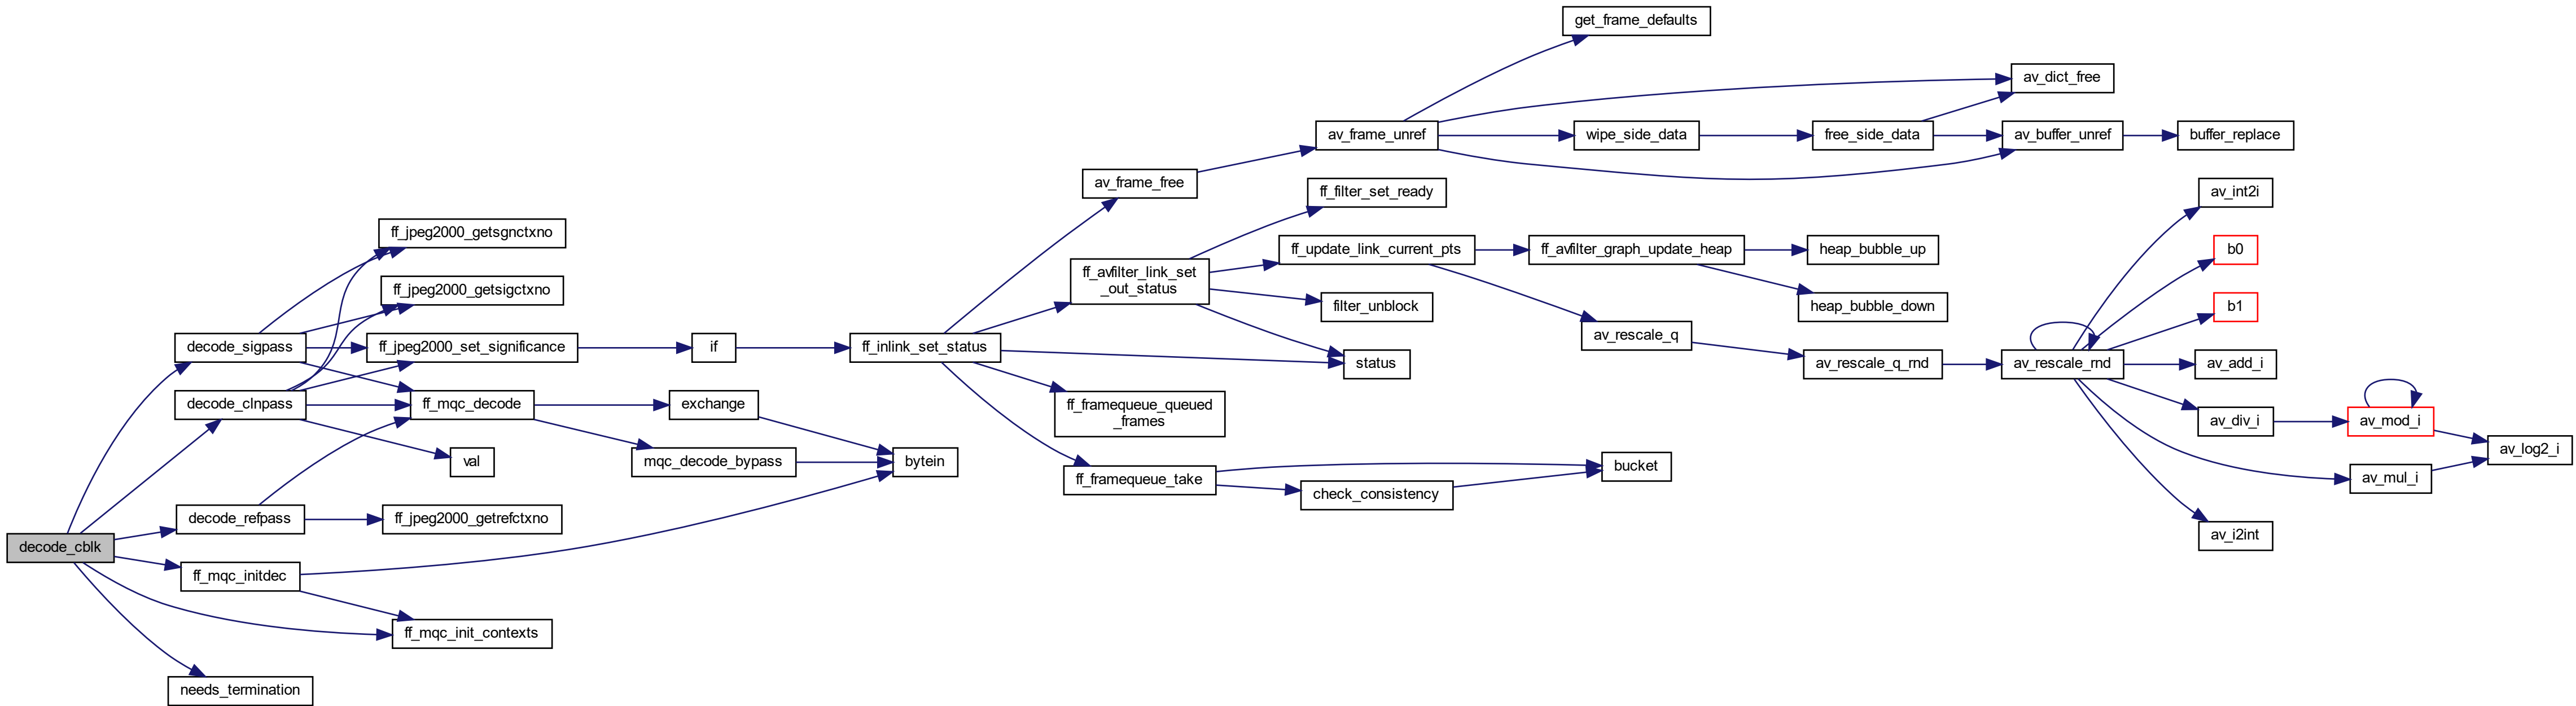 get_frame_defaults
av_dict_free
av_frame_unref
wipe_side_data
free_side_data
av_buffer_unref
buffer_replace
av_frame_free
ff_filter_set_ready
av_int2i
ff_jpeg2000_getsgnctxno
ff_update_link_current_pts
ff_avfilter_graph_update_heap
heap_bubble_up
b0
ff_avfilter_link_set
_out_status
ff_jpeg2000_getsigctxno
filter_unblock
heap_bubble_down
b1
av_rescale_q
decode_sigpass
ff_jpeg2000_set_significance
if
ff_inlink_set_status
status
av_rescale_q_rnd
av_rescale_rnd
av_add_i
decode_clnpass
ff_mqc_decode
exchange
ff_framequeue_queued
_frames
av_div_i
av_mod_i
av_log2_i
val
mqc_decode_bypass
bytein
ff_framequeue_take
bucket
av_mul_i
check_consistency
decode_refpass
ff_jpeg2000_getrefctxno
av_i2int
decode_cblk
ff_mqc_initdec
ff_mqc_init_contexts
needs_termination